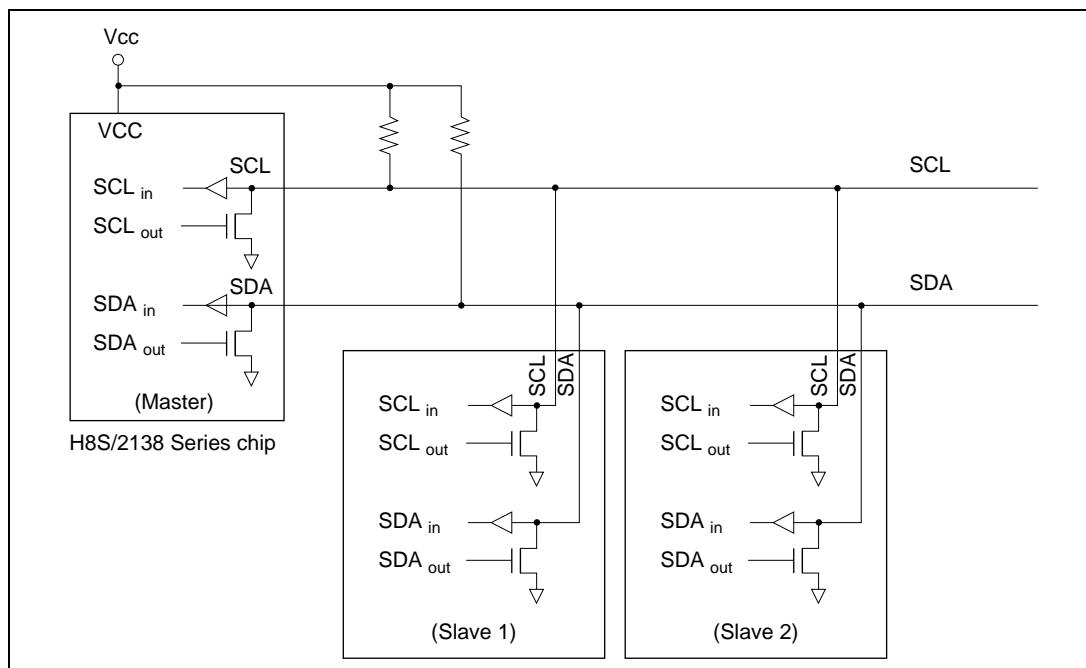 Vcc
VCC
SCL
SCL in
SCL out
SDA
SDA in
SDA out
(Master)
H8S/2138 Series chip
SCL
SDA
SCL
SDA
SCL in
SCL out
SDA in
SDA out
(Slave 1)
SCL
SDA
SCL in
SCL out
SDA in
SDA out
(Slave 2)